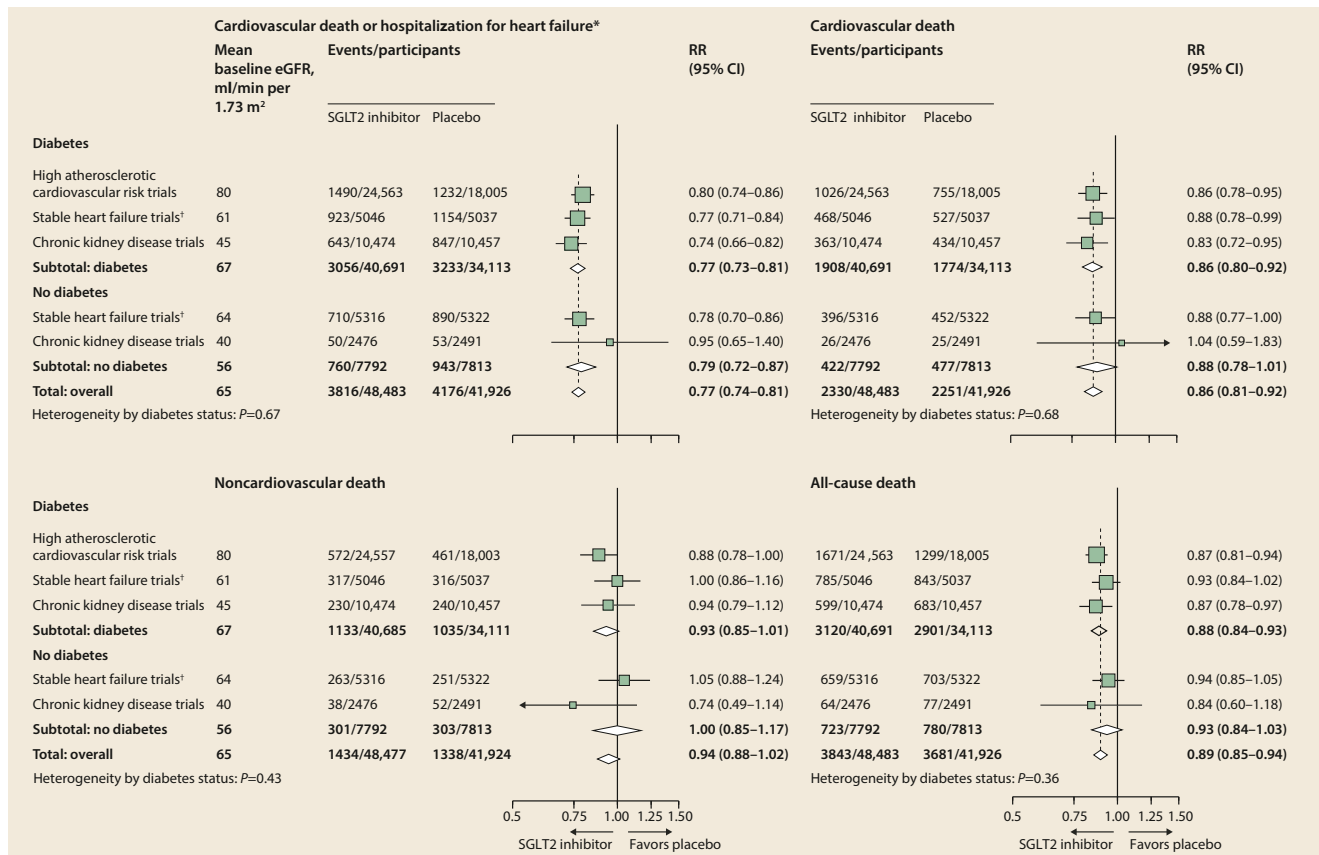 Cardiovascular death or hospitalization for heart failure*
Mean baseline eGFR, ml/min per 1.73 m²
Events/participants
RR (95% CI)
SGLT2 inhibitor Placebo
Diabetes
High atherosclerotic
cardiovascular risk trials 80 1490/24,563 1232/18,005 0.80 (0.74–0.86)
Stable heart failure trials† 61 923/5046 1154/5037 0.77 (0.71–0.84)
Chronic kidney disease trials 45 643/10,474 847/10,457 0.74 (0.66–0.82)
Subtotal: diabetes 67 3056/40,691 3233/34,113 0.77 (0.73–0.81)
No diabetes
Stable heart failure trials† 64 710/5316 890/5322 0.78 (0.70–0.86)
Chronic kidney disease trials 40 50/2476 53/2491 0.95 (0.65–1.40)
Subtotal: no diabetes 56 760/7792 943/7813 0.79 (0.72–0.87)
Total: overall 65 3816/48,483 4176/41,926 0.77 (0.74–0.81)
Heterogeneity by diabetes status: P=0.67
Cardiovascular death
Events/participants
RR (95% CI)
SGLT2 inhibitor Placebo
1026/24,563 755/18,005 0.86 (0.78–0.95)
468/5046 527/5037 0.88 (0.78–0.99)
363/10,474 434/10,457 0.83 (0.72–0.95)
1908/40,691 1774/34,113 0.86 (0.80–0.92)
396/5316 452/5322 0.88 (0.77–1.00)
26/2476 25/2491 1.04 (0.59–1.83)
422/7792 477/7813 0.88 (0.78–1.01)
2330/48,483 2251/41,926 0.86 (0.81–0.92)
Heterogeneity by diabetes status: P=0.68
Noncardiovascular death
Diabetes
High atherosclerotic
cardiovascular risk trials 80 572/24,557 461/18,003 0.88 (0.78–1.00)
Stable heart failure trials† 61 317/5046 316/5037 1.00 (0.86–1.16)
Chronic kidney disease trials 45 230/10,474 240/10,457 0.94 (0.79–1.12)
Subtotal: diabetes 67 1133/40,685 1035/34,111 0.93 (0.85–1.01)
No diabetes
Stable heart failure trials† 64 263/5316 251/5322 1.05 (0.88–1.24)
Chronic kidney disease trials 40 38/2476 52/2491 0.74 (0.49–1.14)
Subtotal: no diabetes 56 301/7792 303/7813 1.00 (0.85–1.17)
Total: overall 65 1434/48,477 1338/41,924 0.94 (0.88–1.02)
Heterogeneity by diabetes status: P=0.43
0.5 0.75 1.00 1.25 1.50
SGLT2 inhibitor Favors placebo
All-cause death
1671/24 ,563 1299/18,005 0.87 (0.81–0.94)
785/5046 843/5037 0.93 (0.84–1.02)
599/10,474 683/10,457 0.87 (0.78–0.97)
3120/40,691 2901/34,113 0.88 (0.84–0.93)
659/5316 703/5322 0.94 (0.85–1.05)
64/2476 77/2491 0.84 (0.60–1.18)
723/7792 780/7813 0.93 (0.84–1.03)
3843/48,483 3681/41,926 0.89 (0.85–0.94)
Heterogeneity by diabetes status: P=0.36
0.5 0.75 1.00 1.25 1.50
SGLT2 inhibitor Favors placebo